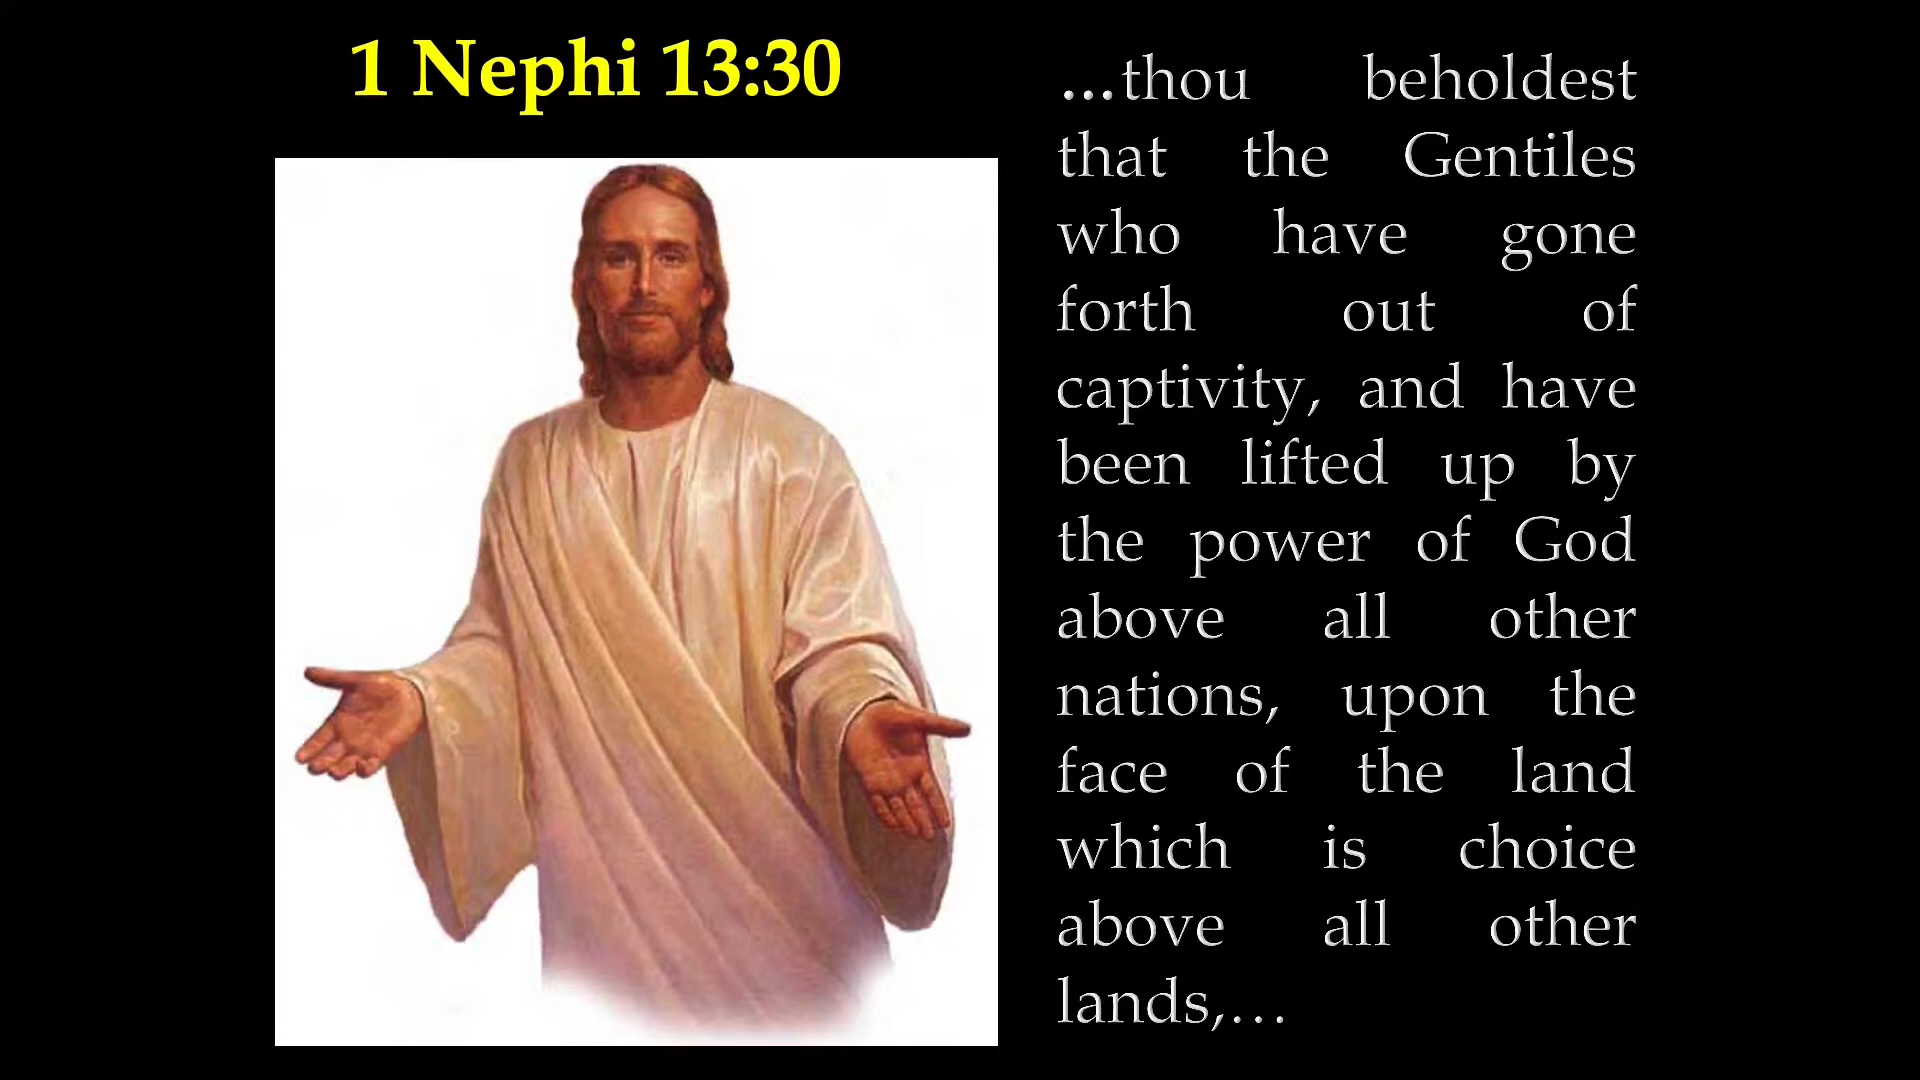 1 Nephi 13:30
…thou beholdest
that the Gentiles
who have gone
forth out of
captivity, and have
been lifted up by
the power of God
above all other
nations, upon the
face of the land
which is choice
above all other
lands,…